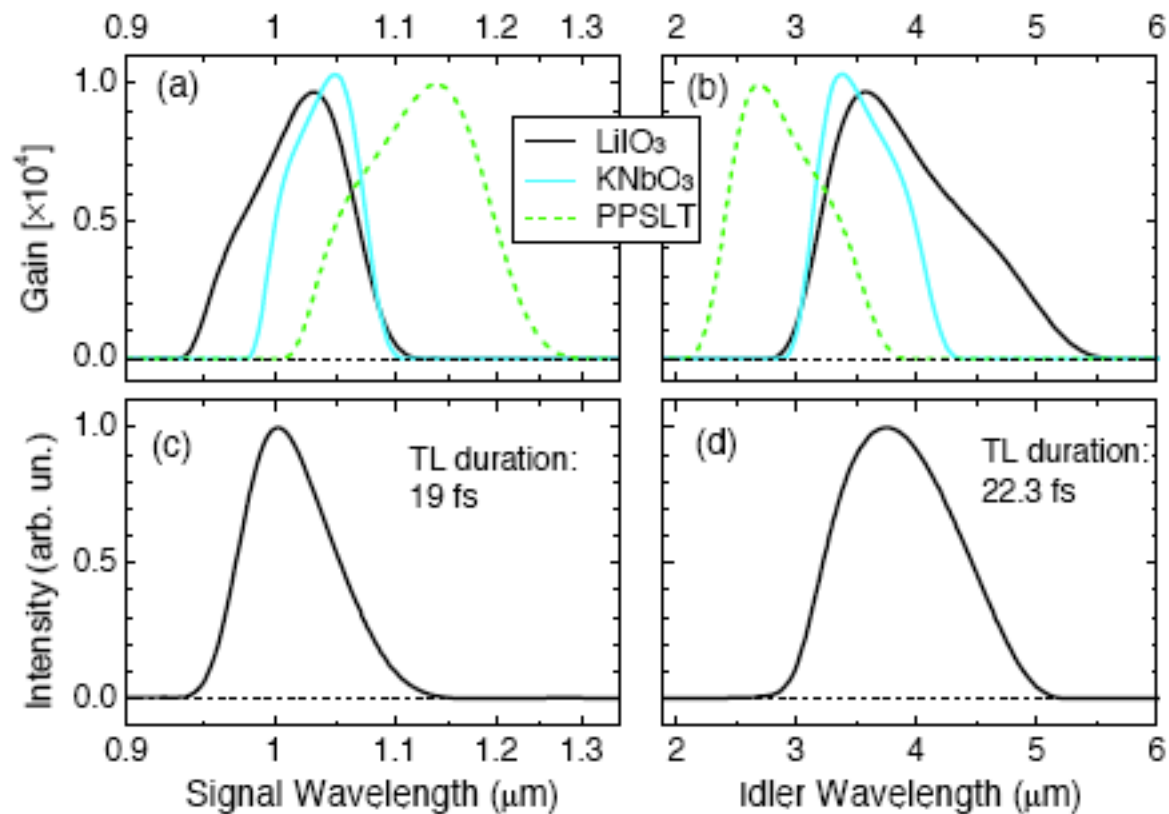 0.9 1 1.1 1.2 1.3 2 3 4 5 6
(a) (b)
1.0
0.5
0.0
Gain [×10⁴]
LiIO₃
KNbO₃
PPSLT
(c) (d)
TL duration:
19 fs
TL duration:
22.3 fs
1.0
0.5
0.0
Intensity (arb. un.)
0.9 1 1.1 1.2 1.3 2 3 4 5 6
Signal Wavelength (μm) Idler Wavelength (μm)